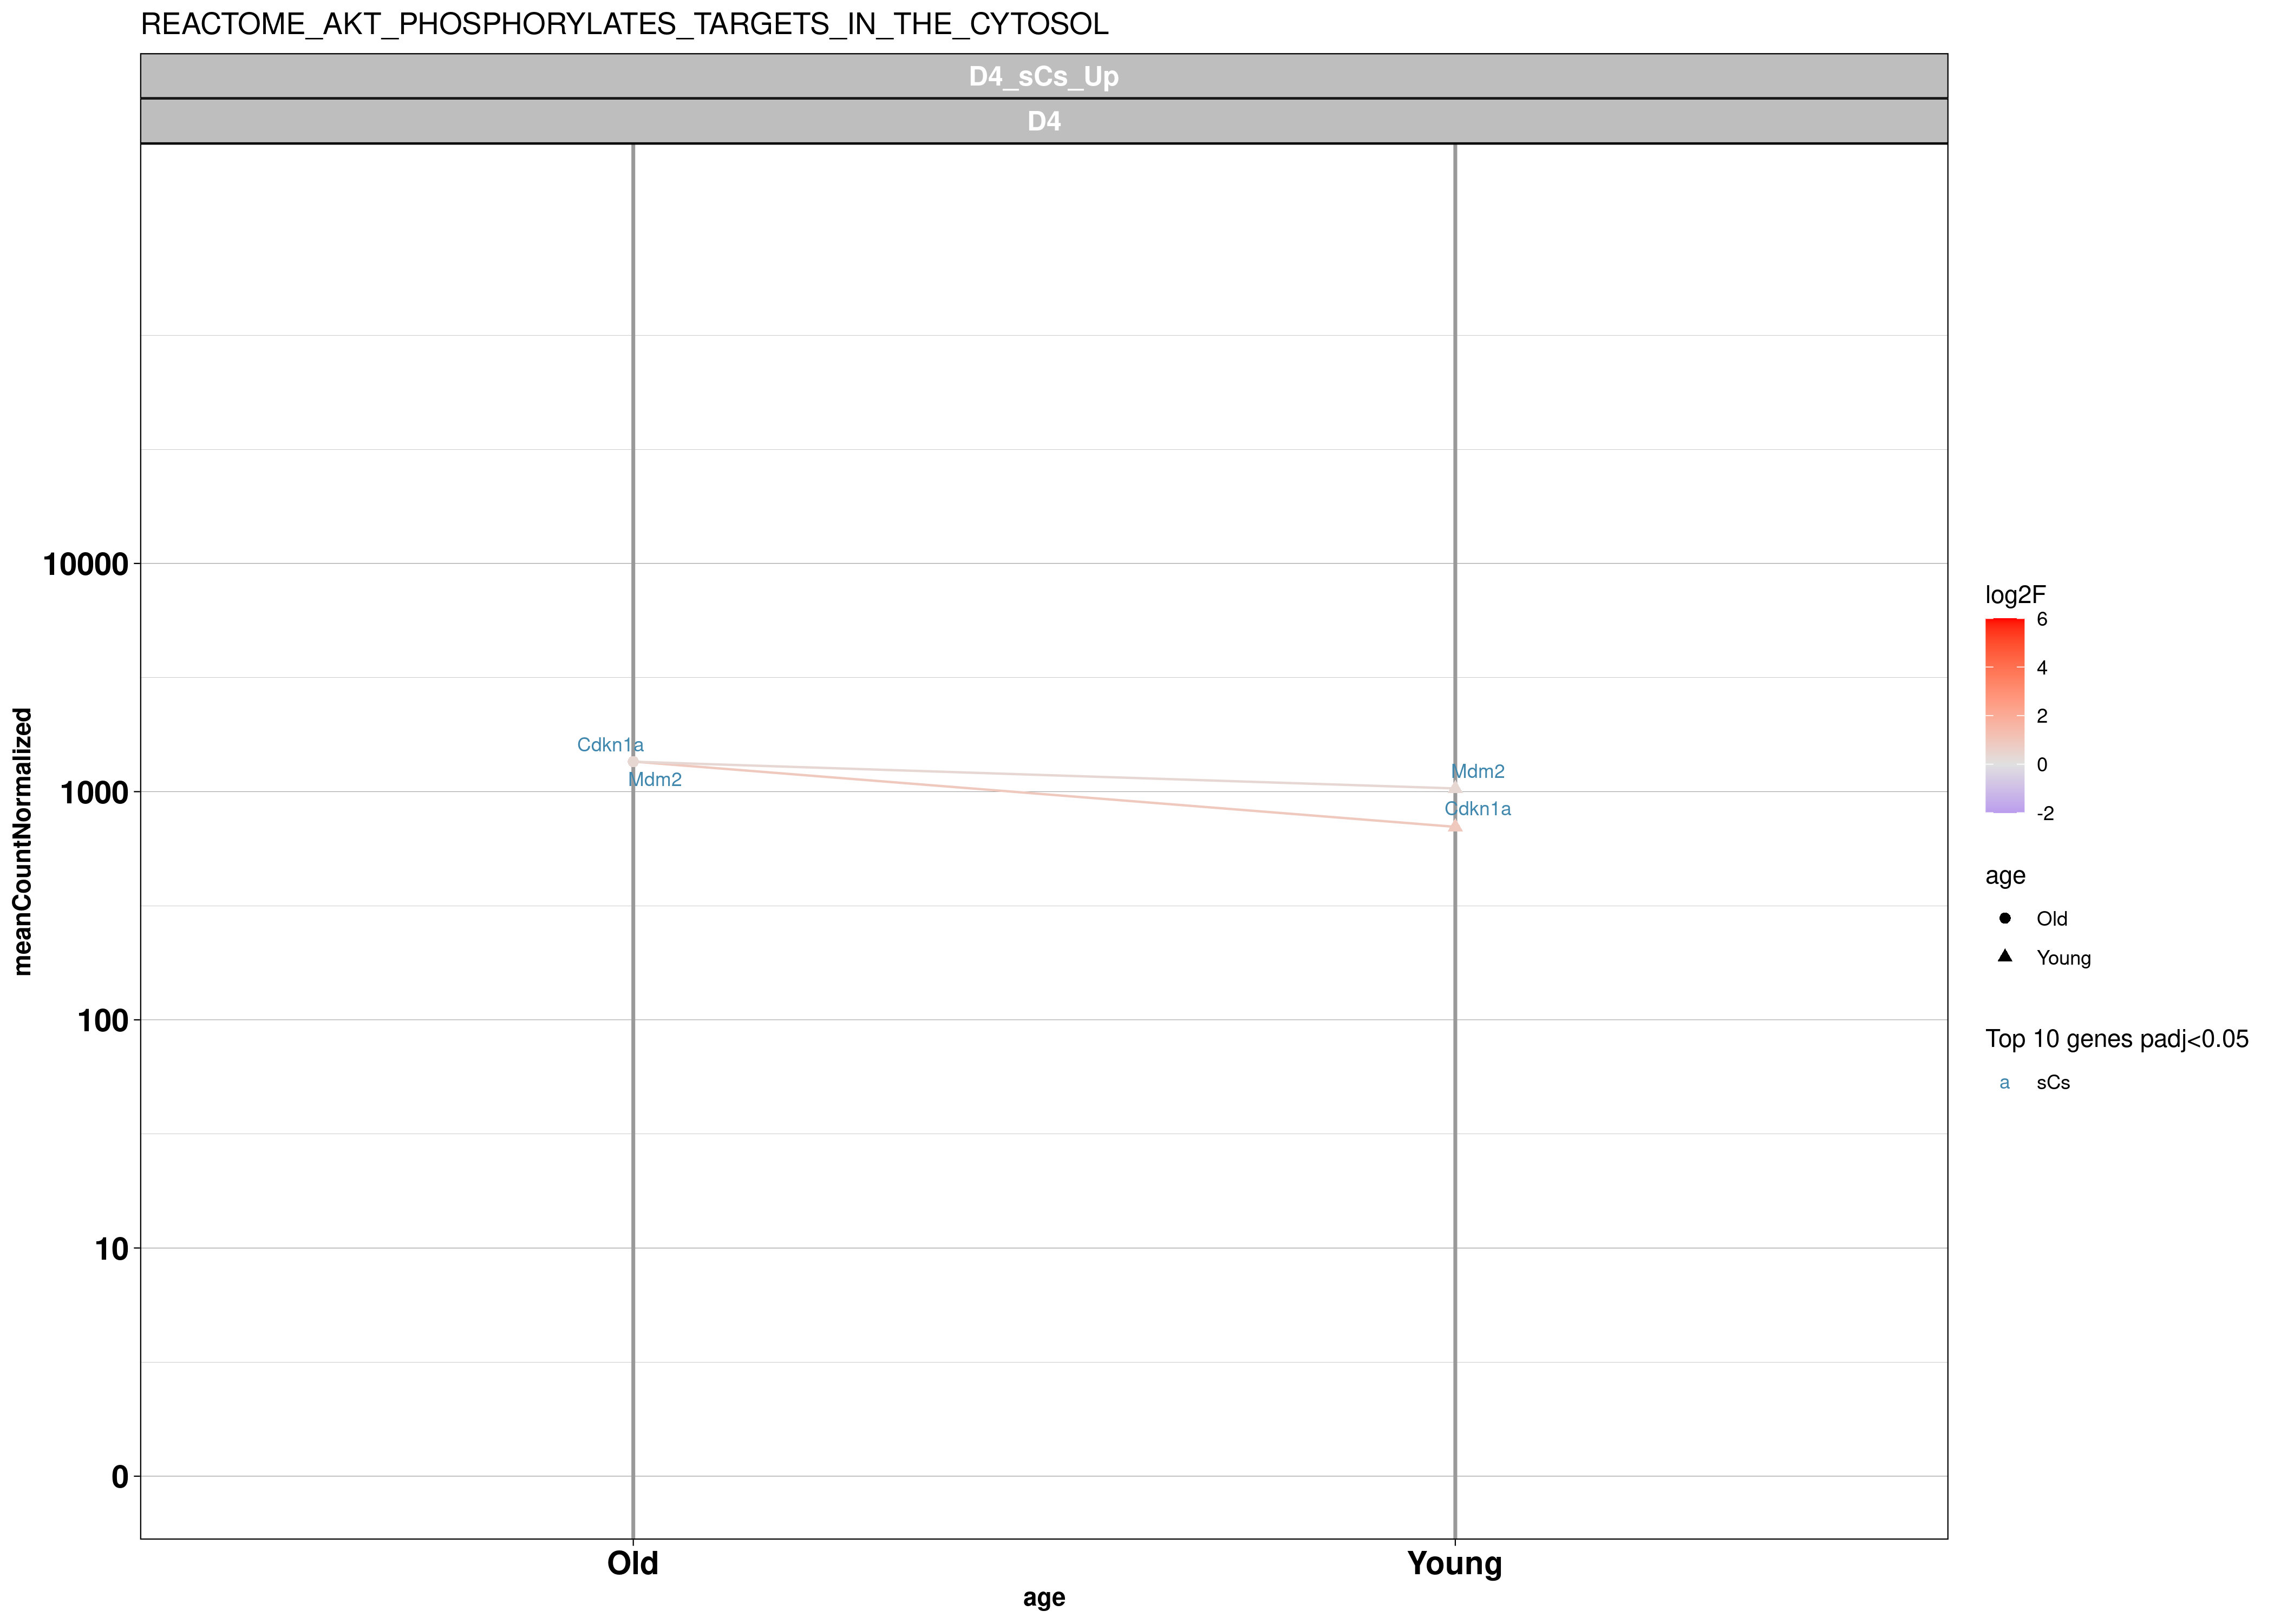 REACTOME_AKT_PHOSPHORYLATES_TARGETS_IN_THE_CYTOSOL
D4_sCs_Up
D4
meanCountNormalized
10000
1000
100
10
0
Cdkn1a
Mdm2
Mdm2
Cdkn1a
Old
Young
age
log2F
6
4
2
0
-2
age
Old
Young
Top 10 genes padj<0.05
a sCs